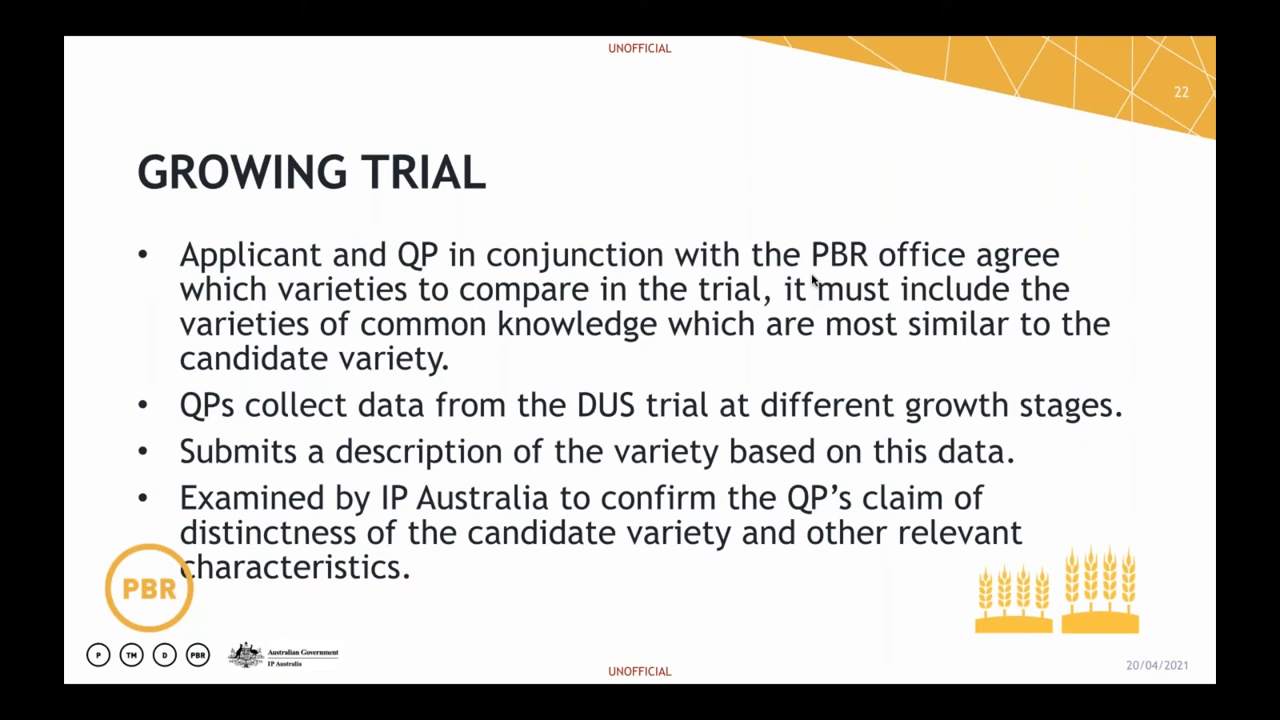 UNOFFICIAL
22
GROWING TRIAL
• Applicant and QP in conjunction with the PBR office agree
which varieties to compare in the trial, it must include the
varieties of common knowledge which are most similar to the
candidate variety.
• QPs collect data from the DUS trial at different growth stages.
• Submits a description of the variety based on this data.
• Examined by IP Australia to confirm the QP’s claim of
distinctness of the candidate variety and other relevant
characteristics.
PBR
P TM D PBR
Australian Government
IP Australia
20/04/2021
UNOFFICIAL